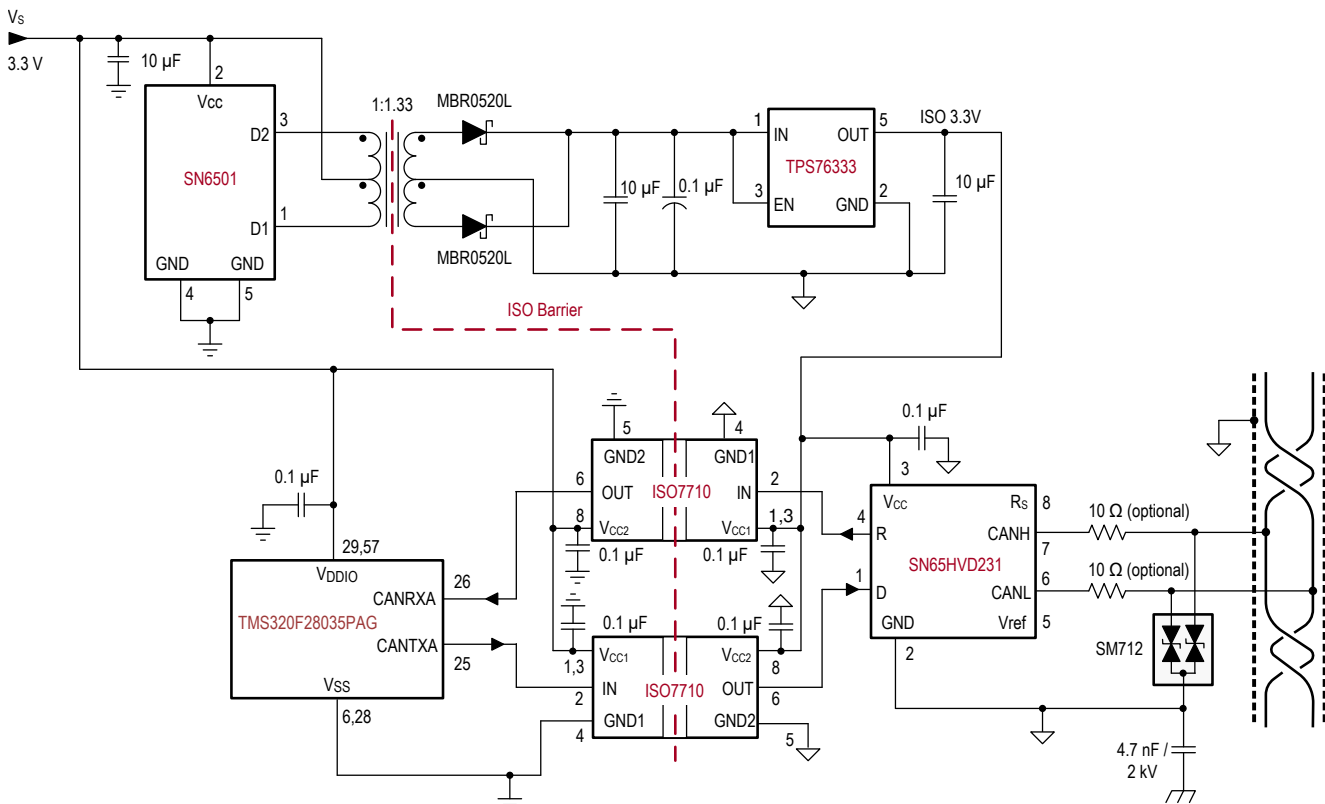 VS
3.3 V
10 µF
2
Vcc
D2
3
SN6501
D1
1
GND
GND
4
5
1:1.33
MBR0520L
MBR0520L
10 µF
0.1 µF
1
IN
OUT
5
TPS76333
3
EN
GND
2
ISO 3.3V
10 µF
ISO Barrier
5
GND2
6
OUT
8
VCC2
0.1 µF
ISO7710
4
GND1
IN
2
VCC1
1,3
0.1 µF
0.1 µF
29,57
VDDIO
26
CANRXA
TMS320F28035PAG
CANTXA
25
VSS
6,28
0.1 µF
1,3
VCC1
IN
2
GND1
4
ISO7710
0.1 µF
VCC2
8
OUT
6
GND2
5
0.1 µF
3
VCC
RS
8
4
R
CANH
7
SN65HVD231
1
D
CANL
6
GND
Vref
5
2
10 Ω (optional)
10 Ω (optional)
SM712
4.7 nF /
2 kV